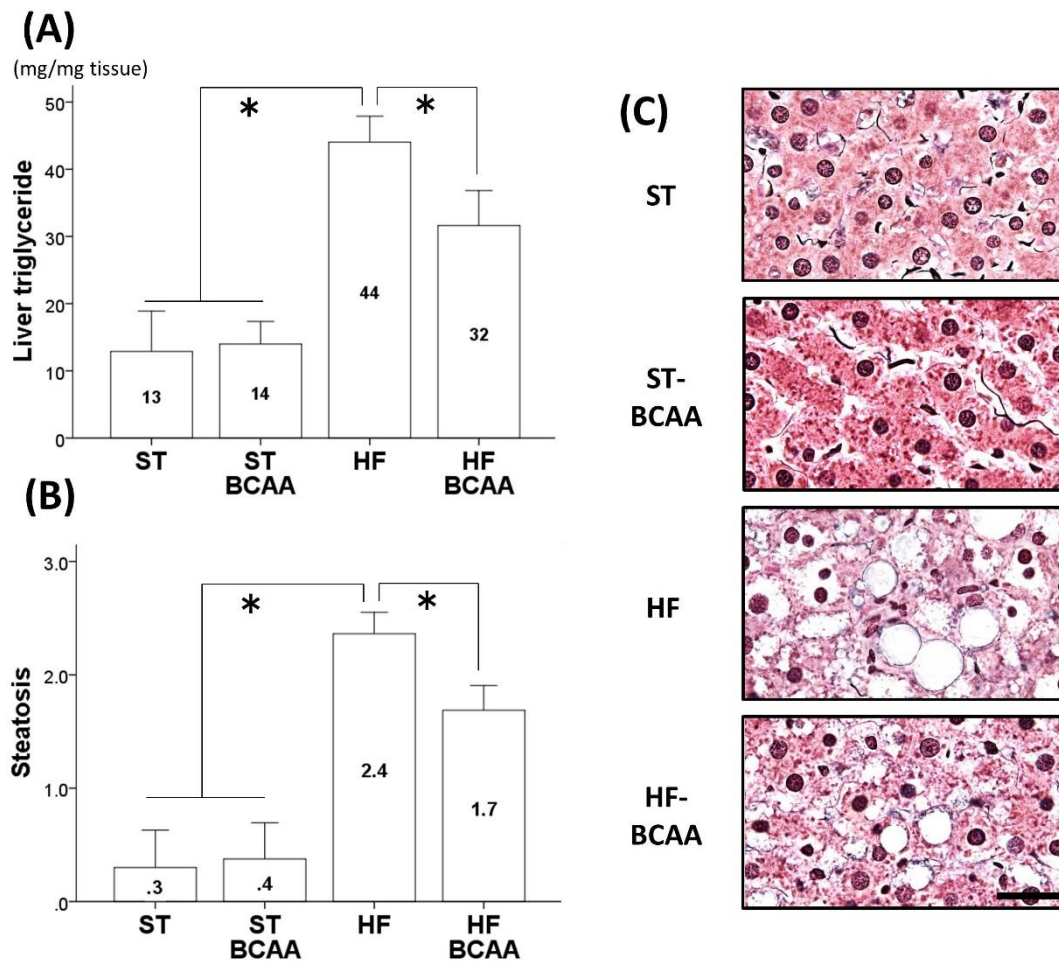 (A)
(mg/mg tissue)
Liver triglyceride
50
40
30
20
10
0
*
*
13
14
44
32
ST
ST
BCAA
HF
HF
BCAA
(B)
Steatosis
3.0
2.0
1.0
.0
*
*
.3
.4
2.4
1.7
ST
ST
BCAA
HF
HF
BCAA
(C)
ST
ST-
BCAA
HF
HF-
BCAA